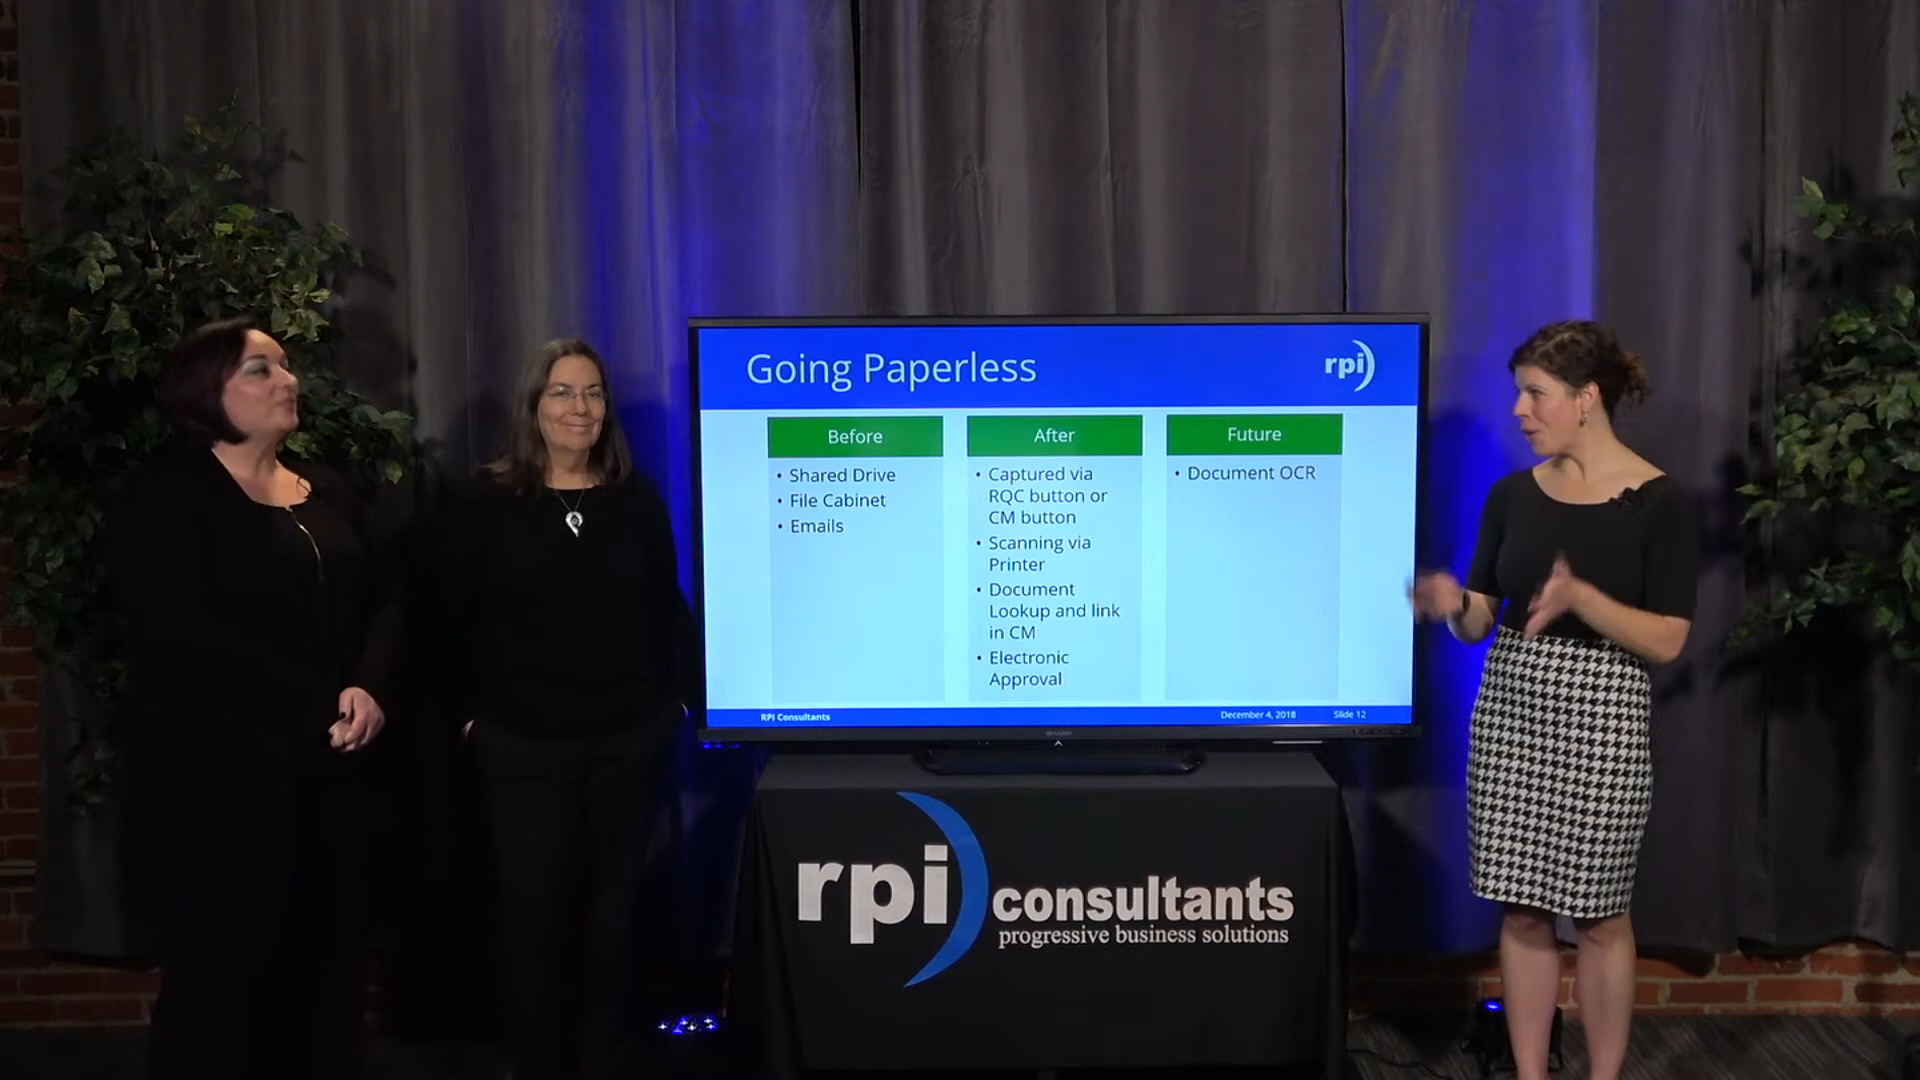 Going Paperless
rpi
Before
• Shared Drive
• File Cabinet
• Emails
After
• Captured via
RQC button or
CM button
• Scanning via
Printer
• Document
Lookup and link
in CM
• Electronic
Approval
Future
• Document OCR
RPI Consultants
December 4, 2018
Slide 12
SHARP
rpi consultants
progressive business solutions